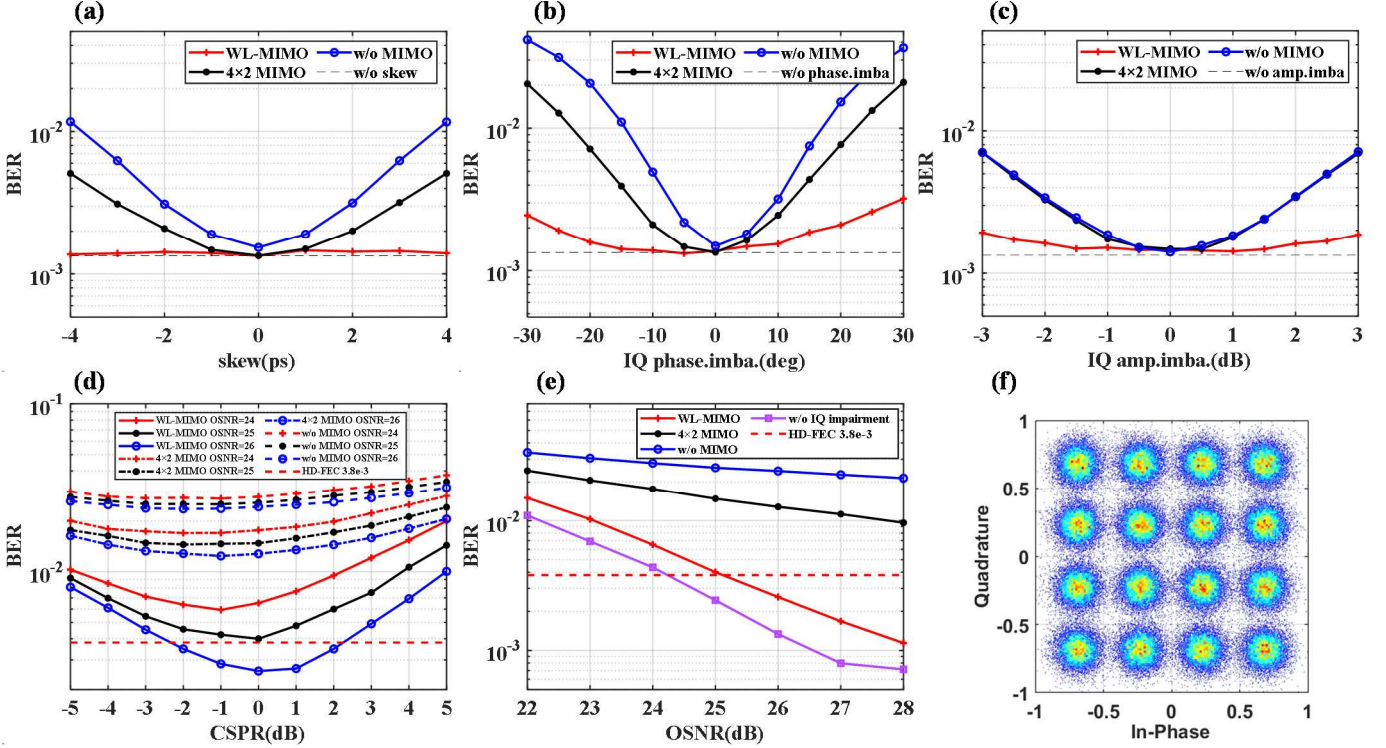 (a)
WL-MIMO w/o MIMO
4×2 MIMO w/o skew
BER
10-2
10-3
-4 -2 0 2 4
skew(ps)
(b)
WL-MIMO w/o MIMO
4×2 MIMO w/o phase.imba
BER
10-2
10-3
-30 -20 -10 0 10 20 30
IQ phase.imba.(deg)
(c)
WL-MIMO w/o MIMO
4×2 MIMO w/o amp.imba
BER
10-2
10-3
-3 -2 -1 0 1 2 3
IQ amp.imba.(dB)
(d)
WL-MIMO OSNR=24 4×2 MIMO OSNR=26
WL-MIMO OSNR=25 w/o MIMO OSNR=24
WL-MIMO OSNR=26 w/o MIMO OSNR=25
4×2 MIMO OSNR=24 w/o MIMO OSNR=26
4×2 MIMO OSNR=25 HD-FEC 3.8e-3
BER
10-1
10-2
-5 -4 -3 -2 -1 0 1 2 3 4 5
CSPR(dB)
(e)
WL-MIMO w/o IQ impairment
4×2 MIMO HD-FEC 3.8e-3
w/o MIMO
BER
10-2
10-3
22 23 24 25 26 27 28
OSNR(dB)
(f)
Quadrature
1
0.5
0
-0.5
-1
-1 -0.5 0 0.5 1
In-Phase